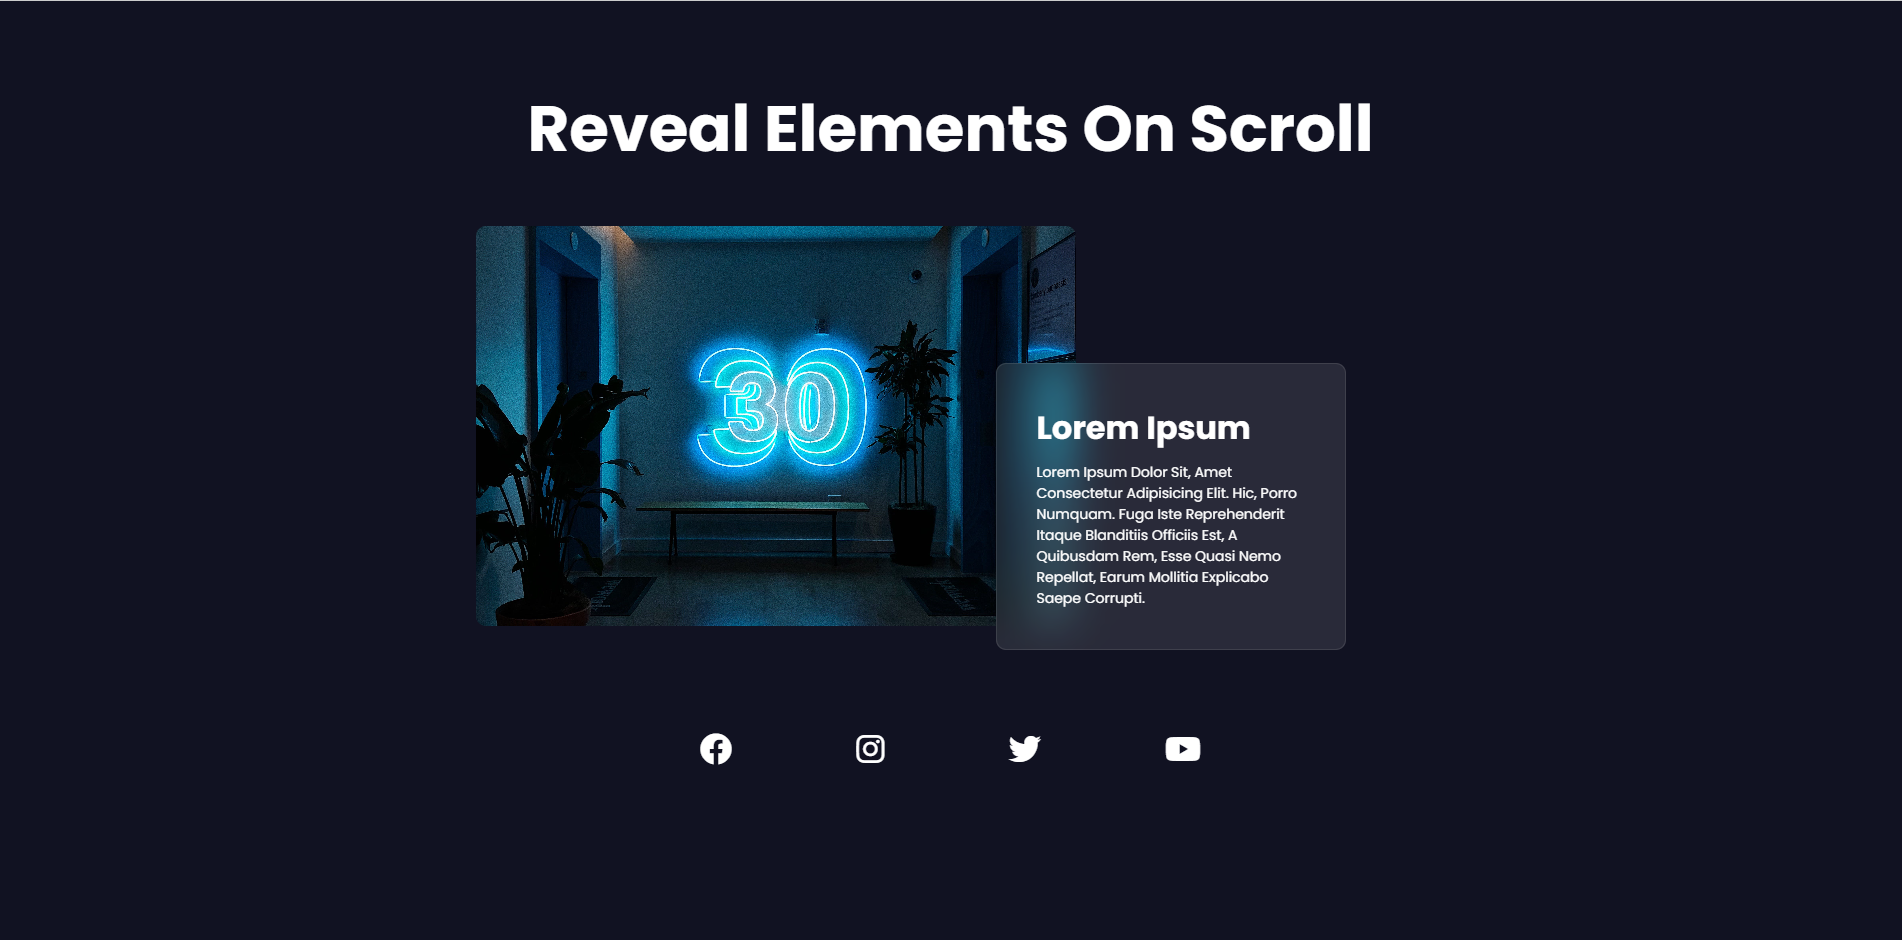 Reveal Elements On Scroll
30
Lorem Ipsum
Lorem Ipsum Dolor Sit, Amet
Consectetur Adipisicing Elit. Hic, Porro
Numquam. Fuga Iste Reprehenderit
Itaque Blanditiis Officiis Est, A
Quibusdam Rem, Esse Quasi Nemo
Repellat, Earum Mollitia Explicabo
Saepe Corrupti.